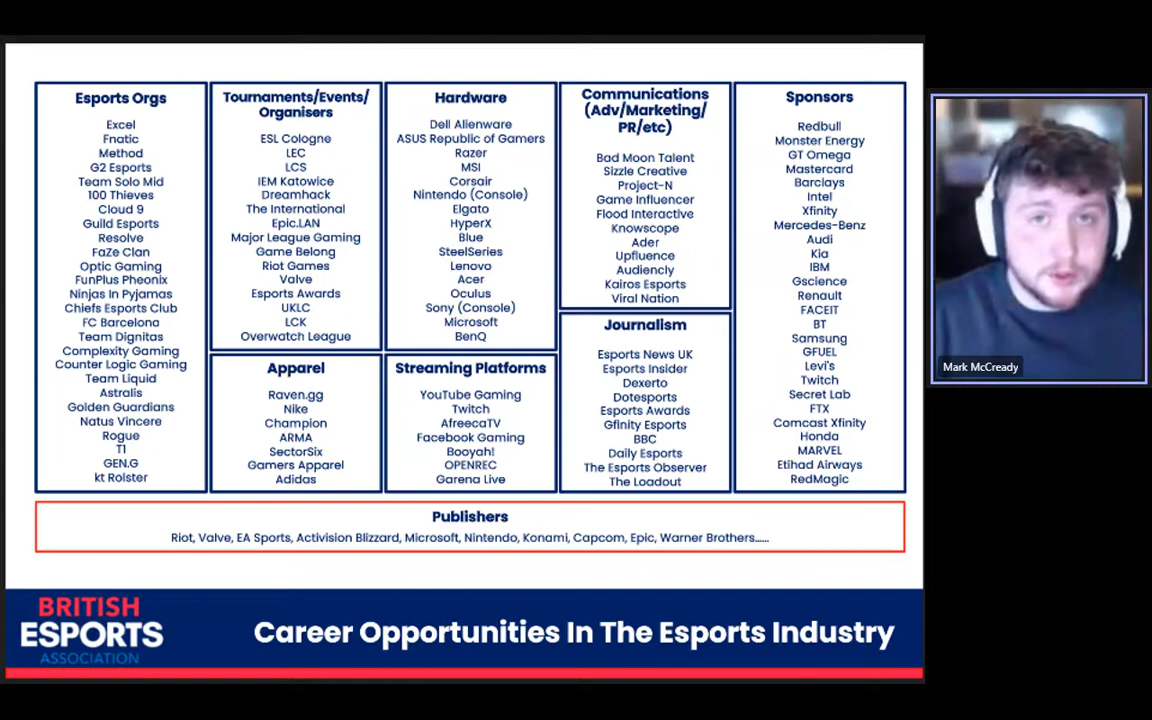 Esports Orgs
Excel
Fnatic
Method
G2 Esports
Team Solo Mid
100 Thieves
Cloud 9
Guild Esports
Resolve
FaZe Clan
Optic Gaming
FunPlus Pheonix
Ninjas In Pyjamas
Chiefs Esports Club
FC Barcelona
Team Dignitas
Complexity Gaming
Counter Logic Gaming
Team Liquid
Astralis
Golden Guardians
Natus Vincere
Rogue
T1
GEN.G
kt Rolster
Tournaments/Events/
Organisers
ESL Cologne
LEC
LCS
IEM Katowice
Dreamhack
The International
Epic.LAN
Major League Gaming
Game Belong
Riot Games
Valve
Esports Awards
UKLC
LCK
Overwatch League
Apparel
Raven.gg
Nike
Champion
ARMA
SectorSix
Gamers Apparel
Adidas
Hardware
Dell Alienware
ASUS Republic of Gamers
Razer
MSI
Corsair
Nintendo (Console)
Elgato
HyperX
Blue
SteelSeries
Lenovo
Acer
Oculus
Sony (Console)
Microsoft
BenQ
Streaming Platforms
YouTube Gaming
Twitch
AfreecaTV
Facebook Gaming
Booyah!
OPENREC
Garena Live
Communications
(Adv/Marketing/
PR/etc)
Bad Moon Talent
Sizzle Creative
Project-N
Game Influencer
Flood Interactive
Knowscope
Ader
Upfluence
Audiencly
Kairos Esports
Viral Nation
Journalism
Esports News UK
Esports Insider
Dexerto
Dotesports
Esports Awards
Gfinity Esports
BBC
Daily Esports
The Esports Observer
The Loadout
Sponsors
Redbull
Monster Energy
GT Omega
Mastercard
Barclays
Intel
Xfinity
Mercedes-Benz
Audi
Kia
IBM
Gscience
Renault
FACEIT
BT
Samsung
GFUEL
Levi's
Twitch
Secret Lab
FTX
Comcast Xfinity
Honda
MARVEL
Etihad Airways
RedMagic
Publishers
Riot, Valve, EA Sports, Activision Blizzard, Microsoft, Nintendo, Konami, Capcom, Epic, Warner Brothers......
BRITISH
ESPORTS
ASSOCIATION
Career Opportunities In The Esports Industry
Mark McCready